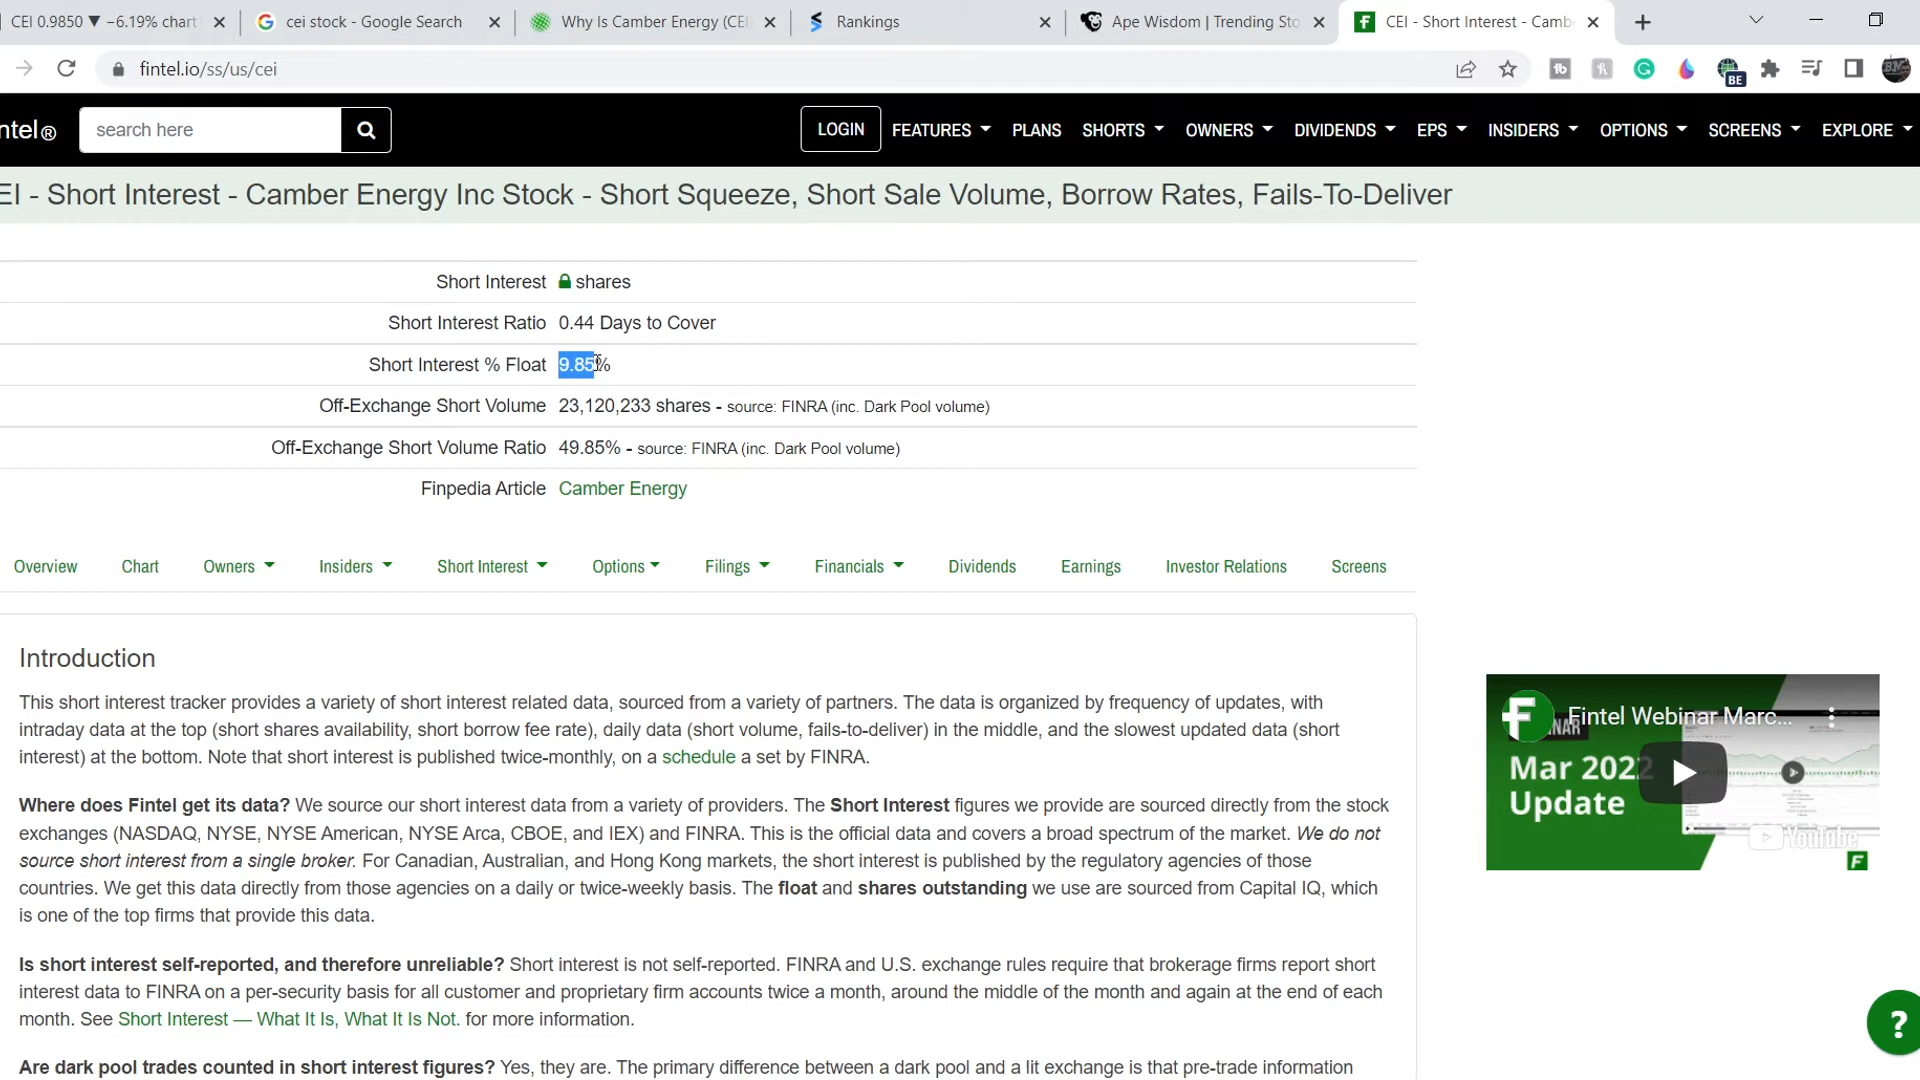 CEI 0.9850 ▼ −6.19% chart
cei stock - Google Search
Why Is Camber Energy (CEI
Rankings
Ape Wisdom | Trending Sto
CEI - Short Interest - Camb
fintel.io/ss/us/cei
BE
ntel®
search here
LOGIN
FEATURES
PLANS
SHORTS
OWNERS
DIVIDENDS
EPS
INSIDERS
OPTIONS
SCREENS
EXPLORE
EI - Short Interest - Camber Energy Inc Stock - Short Squeeze, Short Sale Volume, Borrow Rates, Fails-To-Deliver
Short Interest shares
Short Interest Ratio 0.44 Days to Cover
Short Interest % Float 9.85%
Off-Exchange Short Volume 23,120,233 shares - source: FINRA (inc. Dark Pool volume)
Off-Exchange Short Volume Ratio 49.85% - source: FINRA (inc. Dark Pool volume)
Finpedia Article Camber Energy
Overview
Chart
Owners
Insiders
Short Interest
Options
Filings
Financials
Dividends
Earnings
Investor Relations
Screens
Introduction
This short interest tracker provides a variety of short interest related data, sourced from a variety of partners. The data is organized by frequency of updates, with
intraday data at the top (short shares availability, short borrow fee rate), daily data (short volume, fails-to-deliver) in the middle, and the slowest updated data (short
interest) at the bottom. Note that short interest is published twice-monthly, on a schedule a set by FINRA.
Where does Fintel get its data? We source our short interest data from a variety of providers. The Short Interest figures we provide are sourced directly from the stock
exchanges (NASDAQ, NYSE, NYSE American, NYSE Arca, CBOE, and IEX) and FINRA. This is the official data and covers a broad spectrum of the market. We do not
source short interest from a single broker. For Canadian, Australian, and Hong Kong markets, the short interest is published by the regulatory agencies of those
countries. We get this data directly from those agencies on a daily or twice-weekly basis. The float and shares outstanding we use are sourced from Capital IQ, which
is one of the top firms that provide this data.
Is short interest self-reported, and therefore unreliable? Short interest is not self-reported. FINRA and U.S. exchange rules require that brokerage firms report short
interest data to FINRA on a per-security basis for all customer and proprietary firm accounts twice a month, around the middle of the month and again at the end of each
month. See Short Interest — What It Is, What It Is Not. for more information.
Are dark pool trades counted in short interest figures? Yes, they are. The primary difference between a dark pool and a lit exchange is that pre-trade information
Fintel Webinar Marc...
INAR
Mar 2022
Update
YouTube
F
?